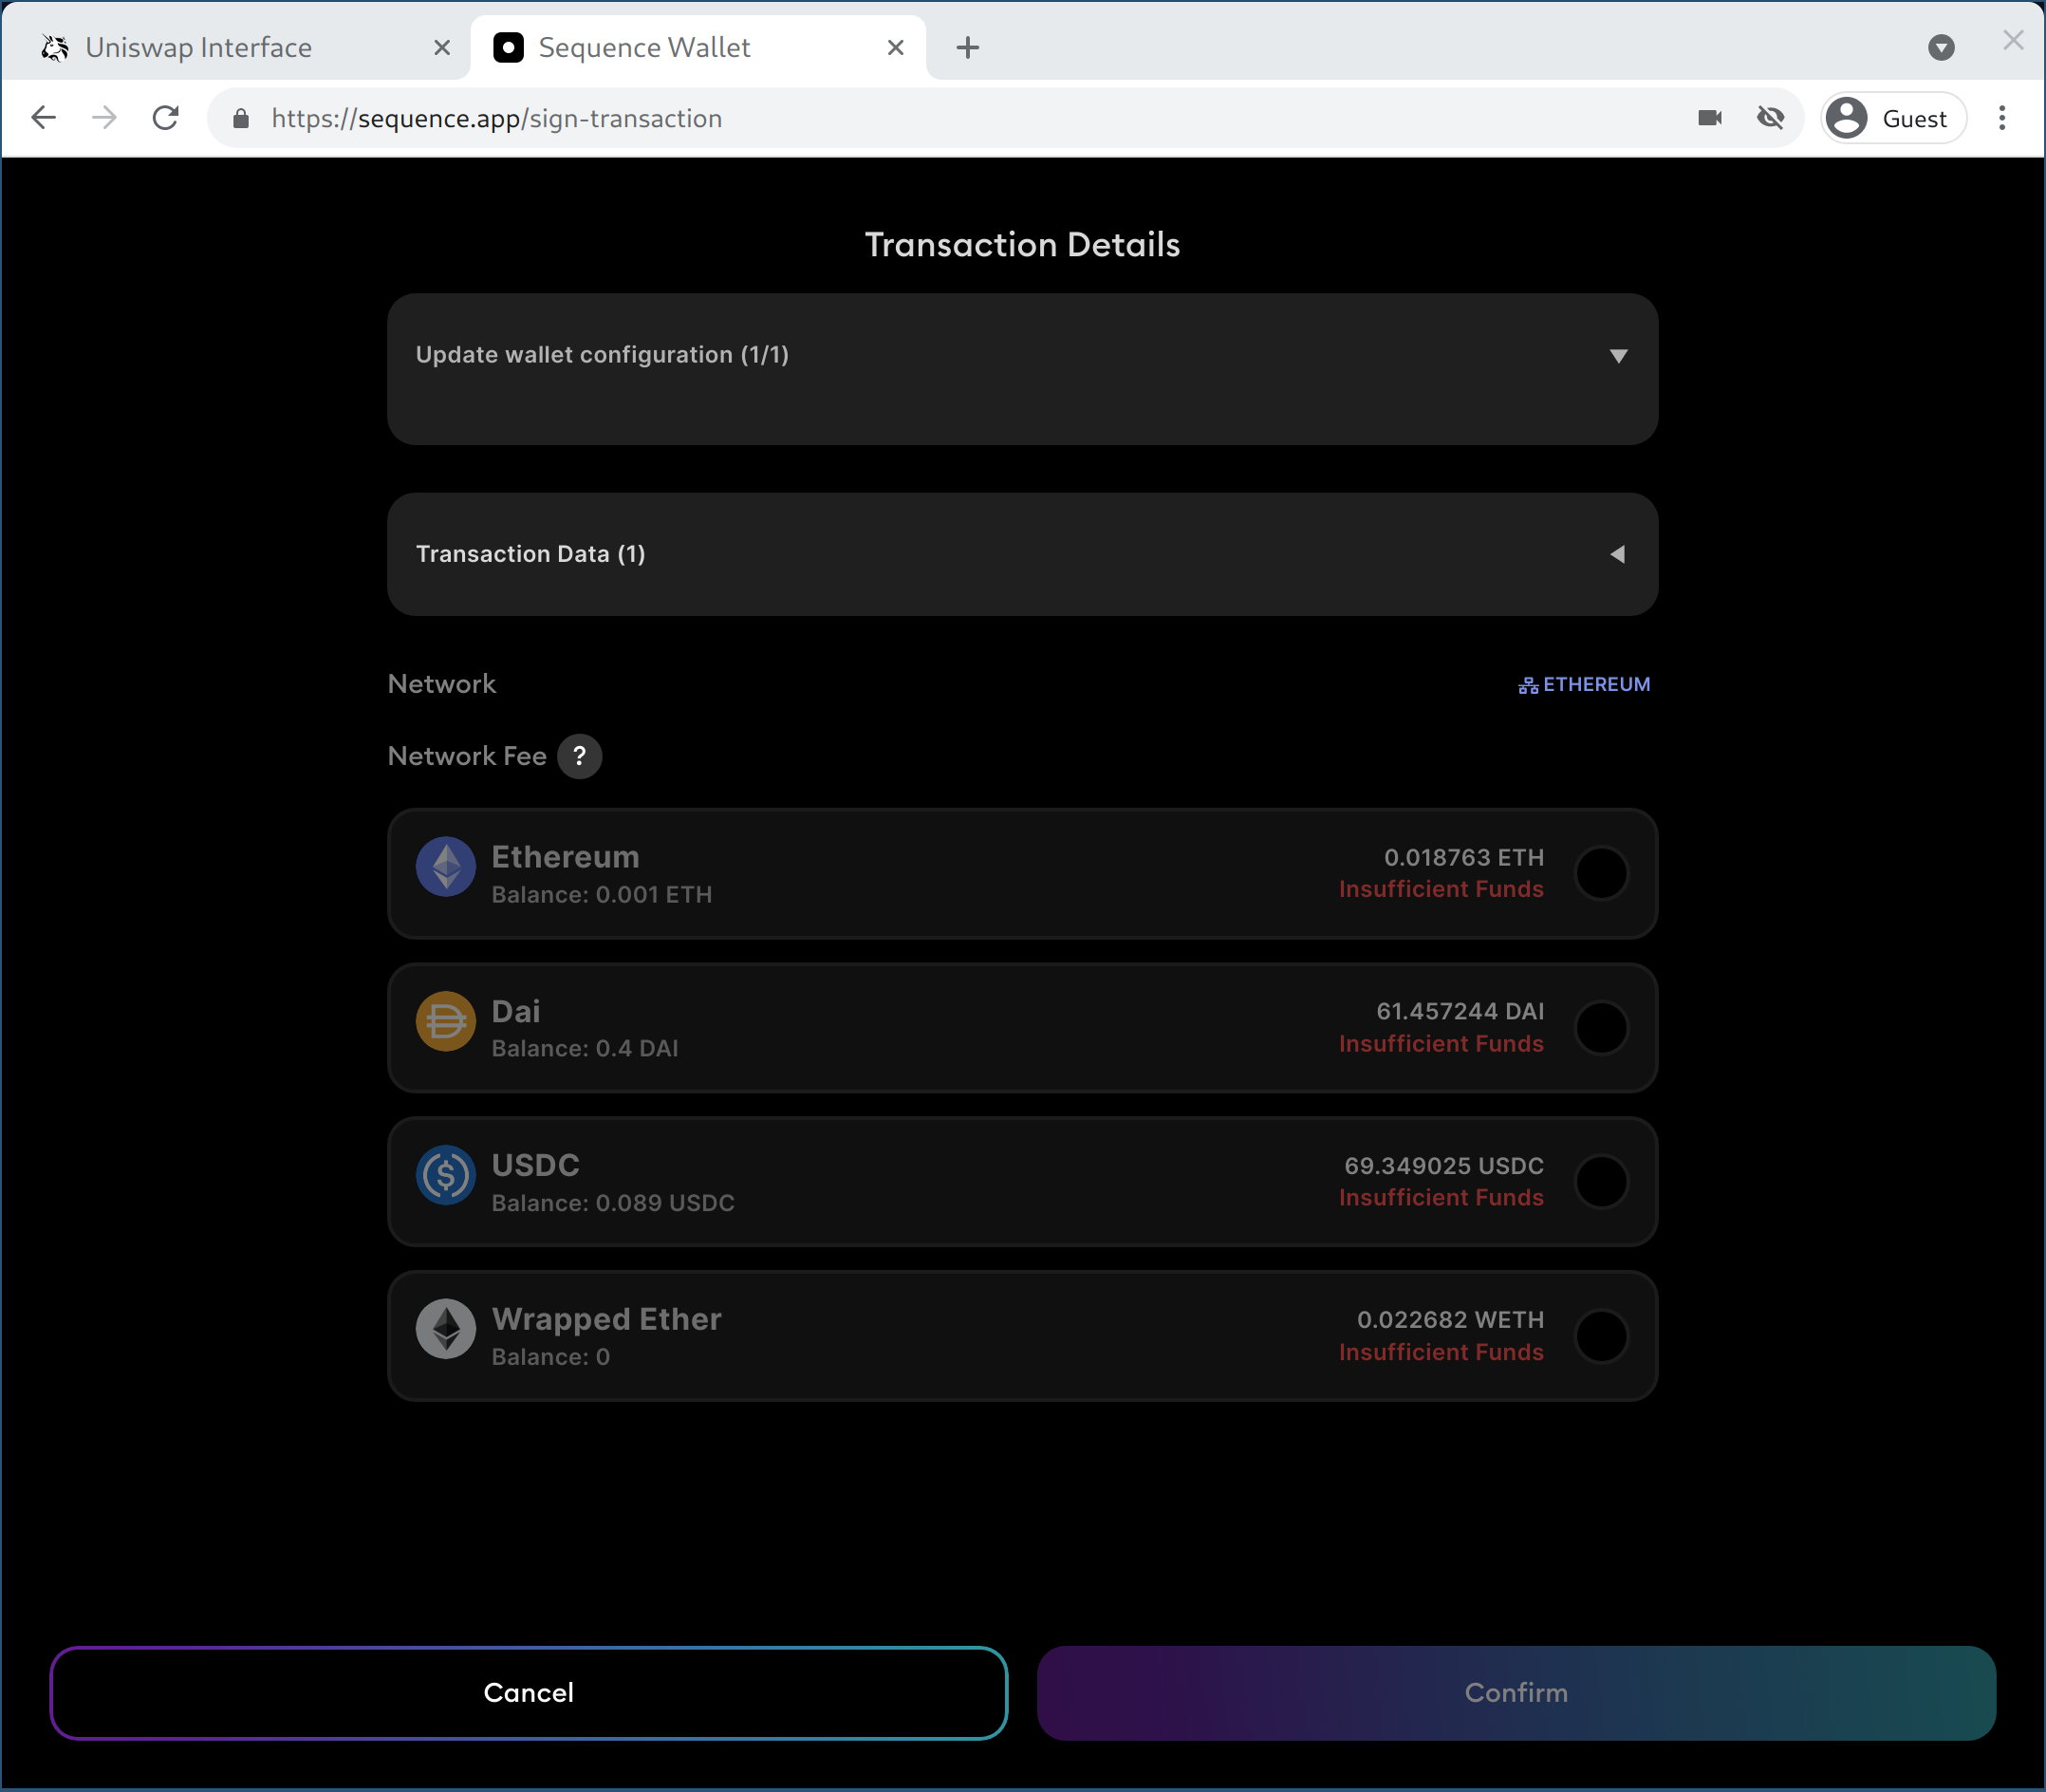 Uniswap Interface
Sequence Wallet
https://sequence.app/sign-transaction
Guest
Transaction Details
Update wallet configuration (1/1)
Transaction Data (1)
Network
ETHEREUM
Network Fee ?
Ethereum
0.018763 ETH
Balance: 0.001 ETH
Insufficient Funds
Dai
61.457244 DAI
Balance: 0.4 DAI
Insufficient Funds
USDC
69.349025 USDC
Balance: 0.089 USDC
Insufficient Funds
Wrapped Ether
0.022682 WETH
Balance: 0
Insufficient Funds
Cancel
Confirm